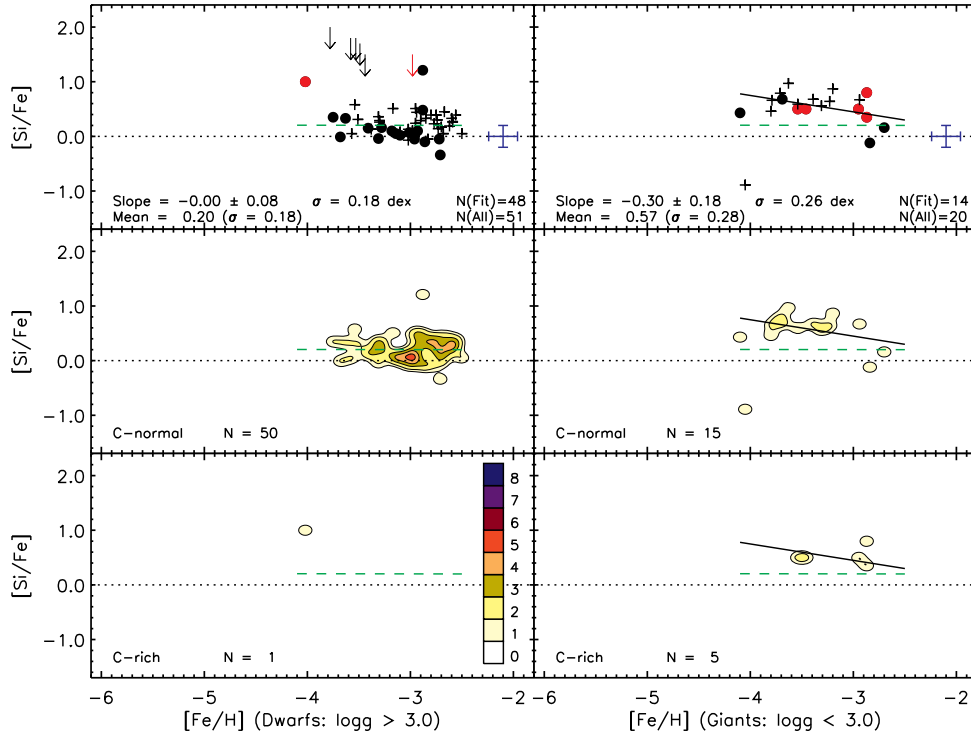 2.0
1.0
0.0
−1.0
[Si/Fe]
Slope = −0.00 ± 0.08 σ = 0.18 dex N(Fit)=48
Mean = 0.20 (σ = 0.18) N(All)=51
Slope = −0.30 ± 0.18 σ = 0.26 dex N(Fit)=14
Mean = 0.57 (σ = 0.28) N(All)=20
2.0
1.0
0.0
−1.0
[Si/Fe]
C−normal N = 50
C−normal N = 15
2.0
1.0
0.0
−1.0
[Si/Fe]
8
7
6
5
4
3
2
1
0
C−rich N = 1
C−rich N = 5
−6 −5 −4 −3 −2
−6 −5 −4 −3 −2
[Fe/H] (Dwarfs: logg > 3.0)
[Fe/H] (Giants: logg < 3.0)